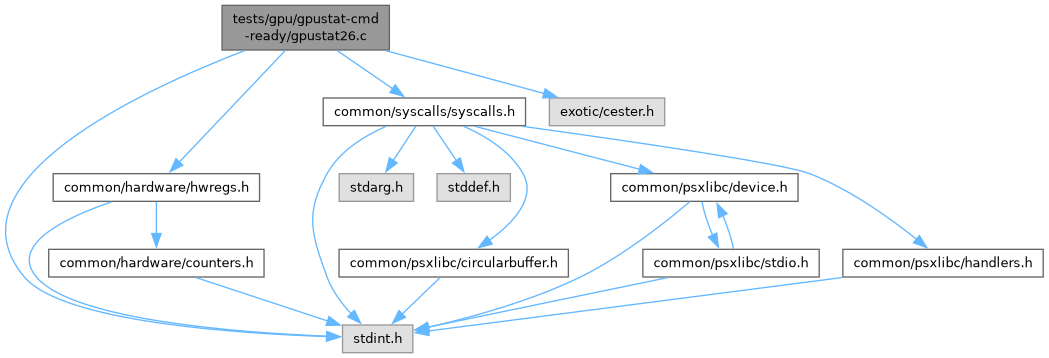 tests/gpu/gpustat-cmd
-ready/gpustat26.c
common/syscalls/syscalls.h
exotic/cester.h
common/hardware/hwregs.h
stdarg.h
stddef.h
common/psxlibc/device.h
common/hardware/counters.h
common/psxlibc/circularbuffer.h
common/psxlibc/stdio.h
common/psxlibc/handlers.h
stdint.h